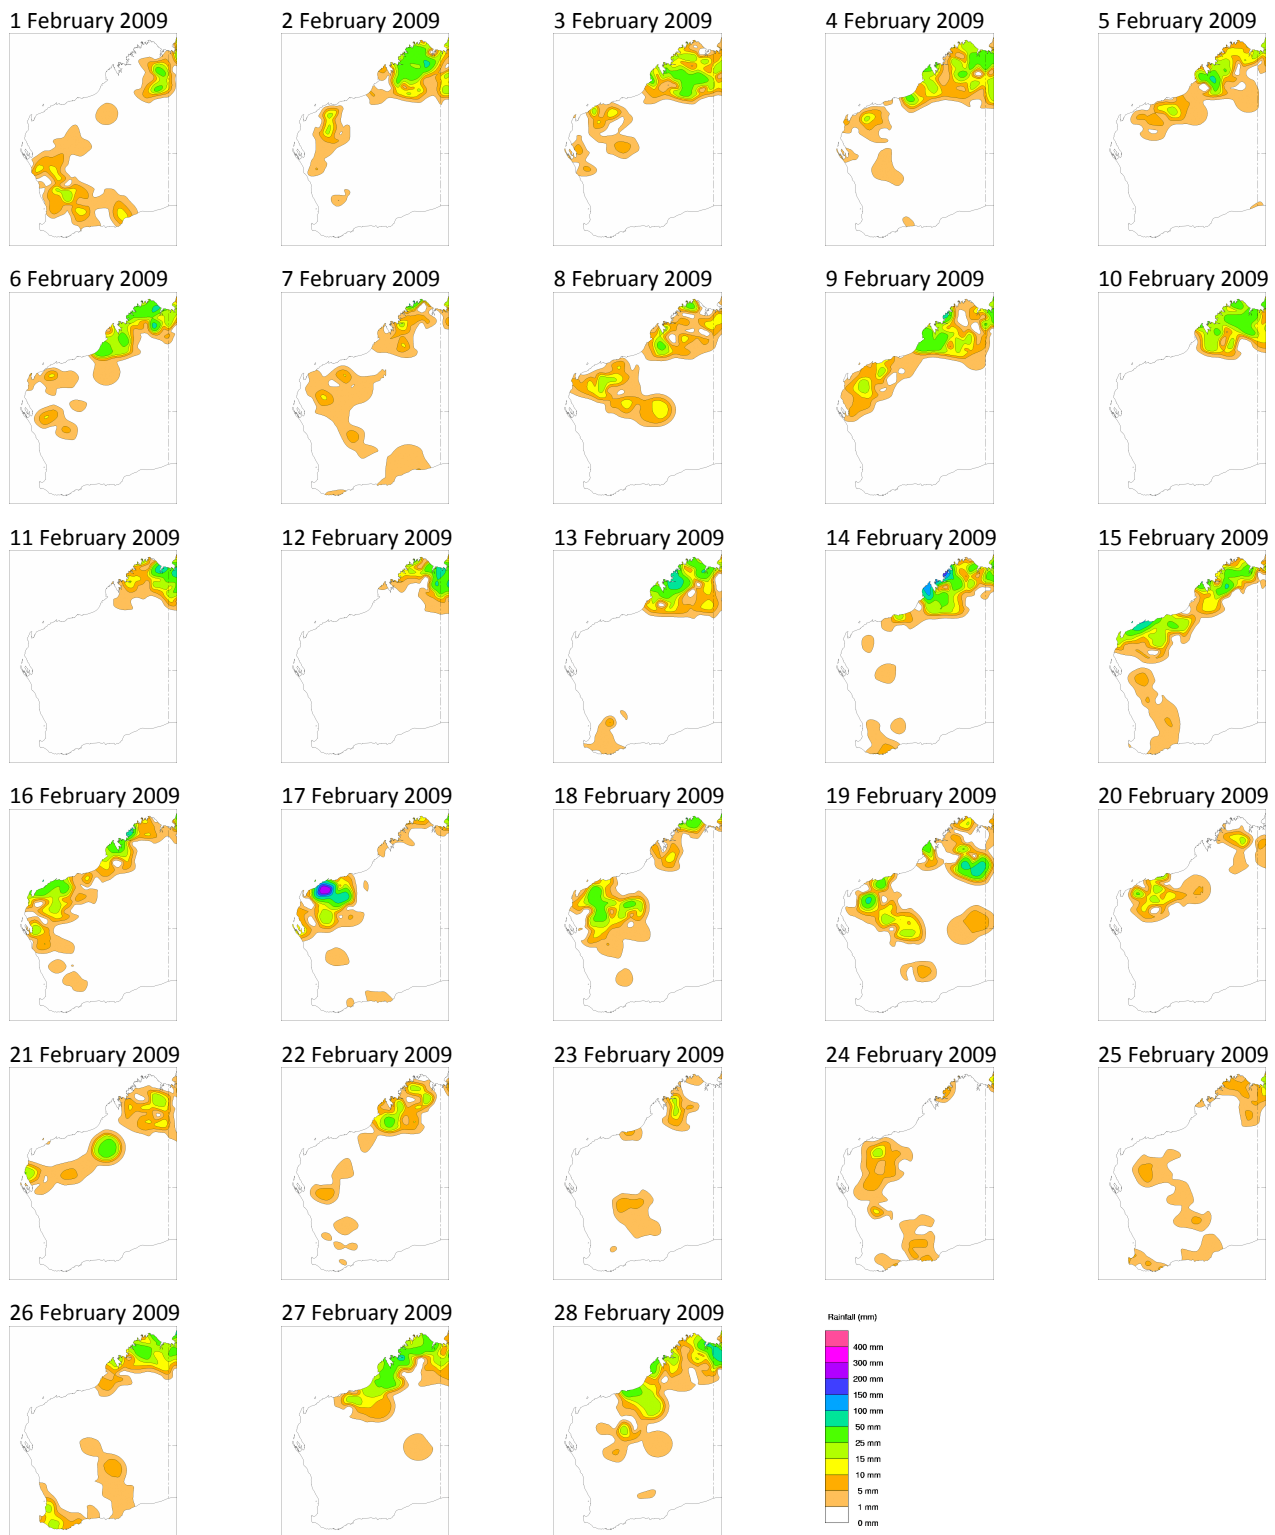 1 February 2009
2 February 2009
3 February 2009
4 February 2009
5 February 2009
6 February 2009
7 February 2009
8 February 2009
9 February 2009
10 February 2009
11 February 2009
12 February 2009
13 February 2009
14 February 2009
15 February 2009
16 February 2009
17 February 2009
18 February 2009
19 February 2009
20 February 2009
21 February 2009
22 February 2009
23 February 2009
24 February 2009
25 February 2009
26 February 2009
27 February 2009
28 February 2009
Rainfall (mm)
400 mm
300 mm
200 mm
150 mm
100 mm
50 mm
25 mm
15 mm
10 mm
5 mm
1 mm
0 mm